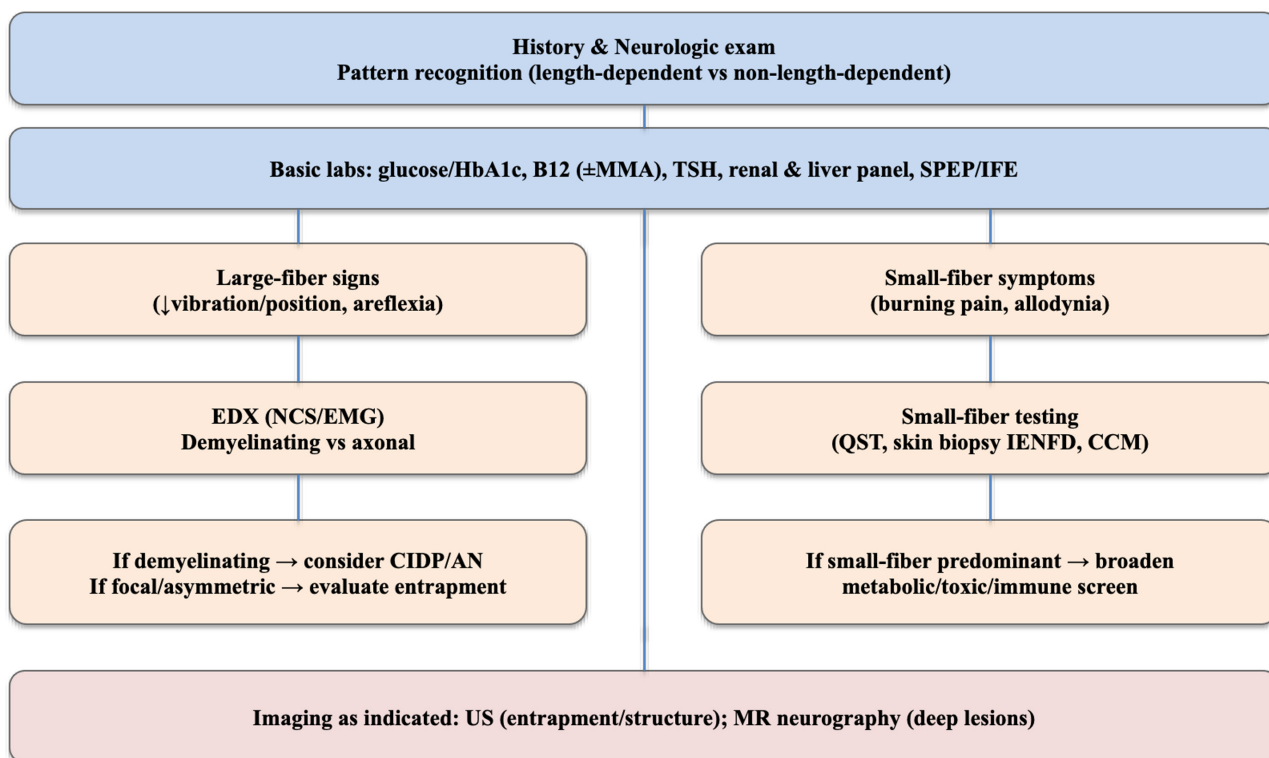 History & Neurologic exam
Pattern recognition (length-dependent vs non-length-dependent)
Basic labs: glucose/HbA1c, B12 (±MMA), TSH, renal & liver panel, SPEP/IFE
Large-fiber signs
(↓vibration/position, areflexia)
Small-fiber symptoms
(burning pain, allodynia)
EDX (NCS/EMG)
Demyelinating vs axonal
Small-fiber testing
(QST, skin biopsy IENFD, CCM)
If demyelinating → consider CIDP/AN
If focal/asymmetric → evaluate entrapment
If small-fiber predominant → broaden
metabolic/toxic/immune screen
Imaging as indicated: US (entrapment/structure); MR neurography (deep lesions)